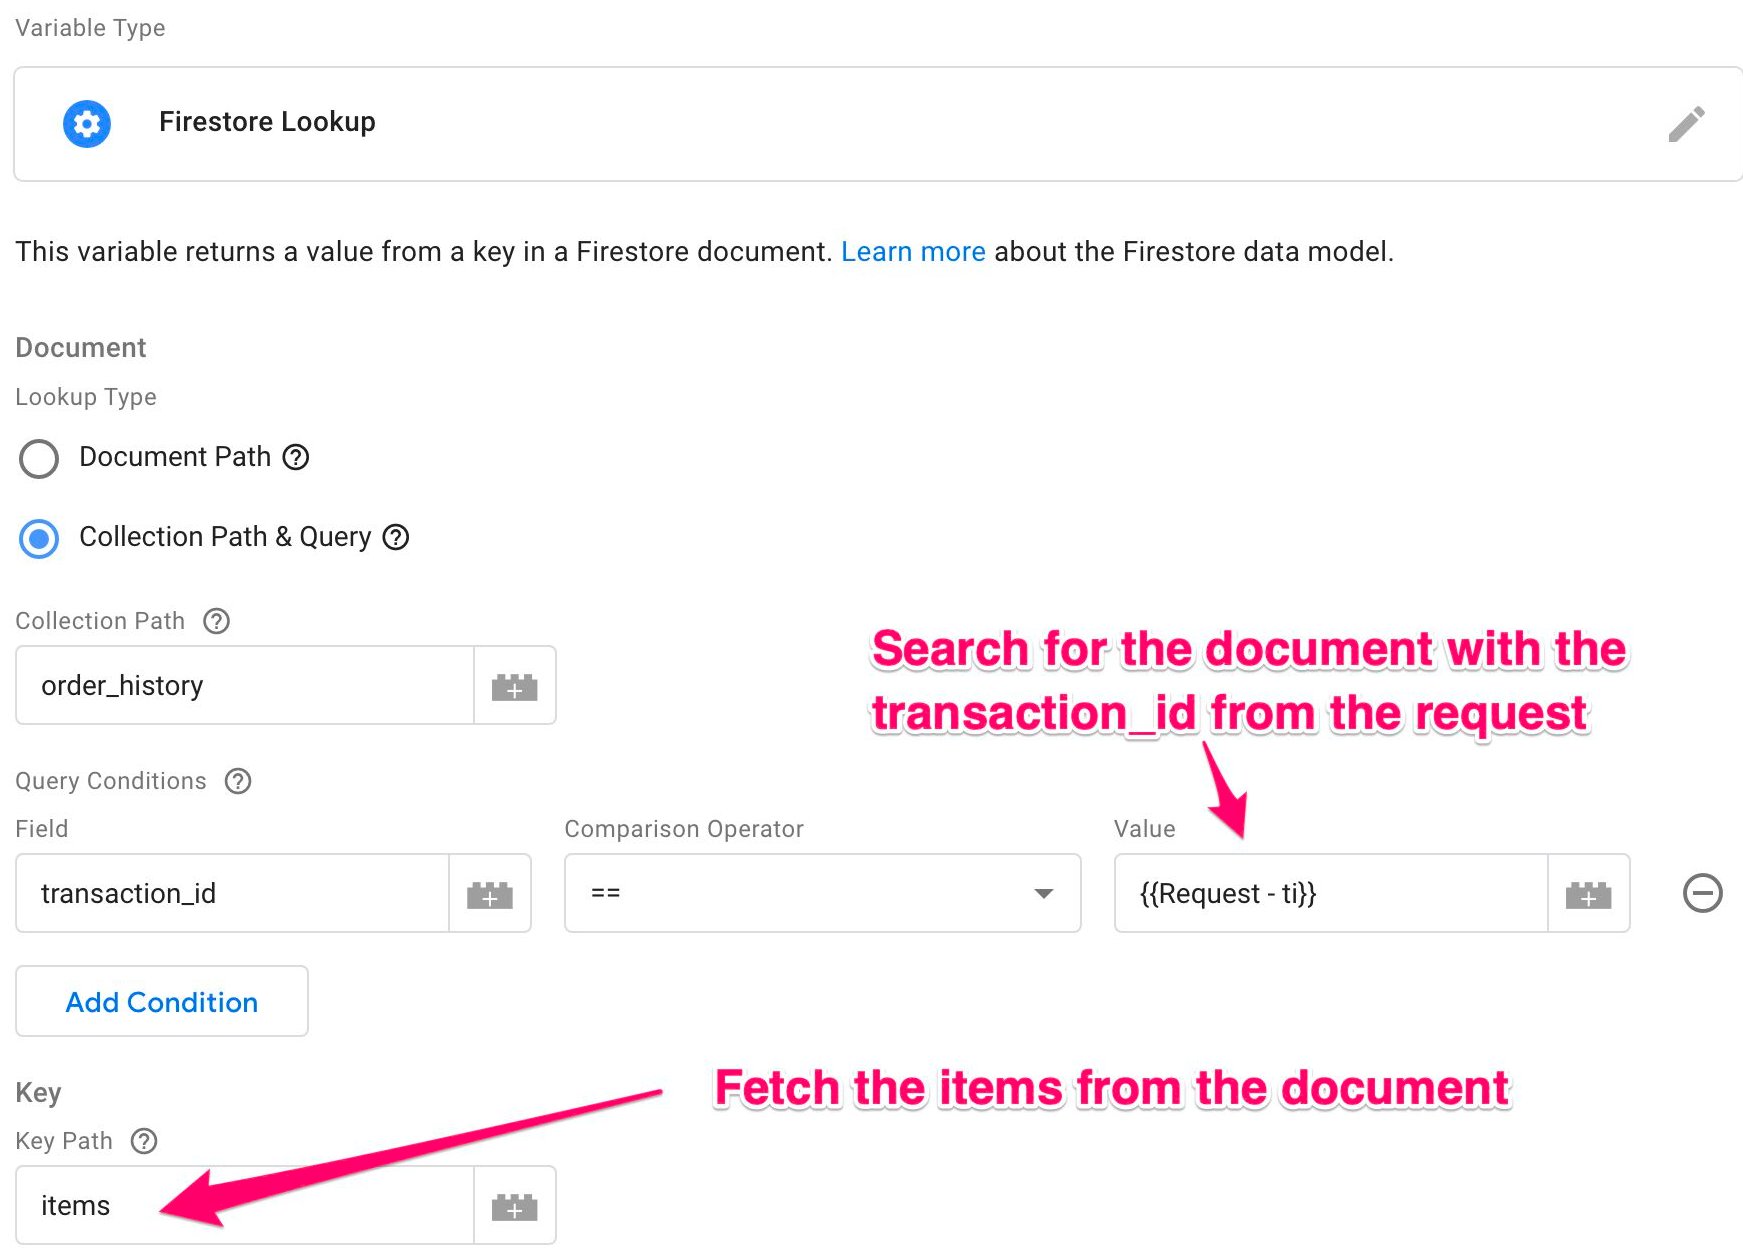 Variable Type
Firestore Lookup
This variable returns a value from a key in a Firestore document. Learn more about the Firestore data model.
Document
Lookup Type
Document Path
Collection Path & Query
Collection Path
order_history
Search for the document with the
transaction_id from the request
Query Conditions
Field Comparison Operator Value
transaction_id == {{Request - ti}}
Add Condition
Key
Fetch the items from the document
Key Path
items